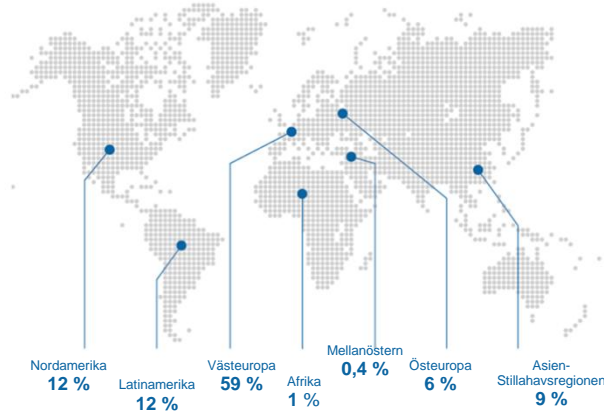 Nordamerika
12 %
Latinamerika
12 %
Västeuropa
59 %
Afrika
1 %
Mellanöstern
0,4 %
Östeuropa
6 %
Asien-
Stillahavsregionen
9 %